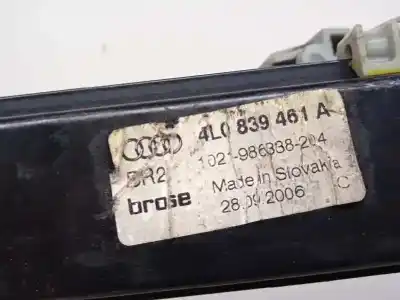 4L0 839 461 A
BR2 1021-986338-204
brose Made in Slovakia
28.09.2006 C